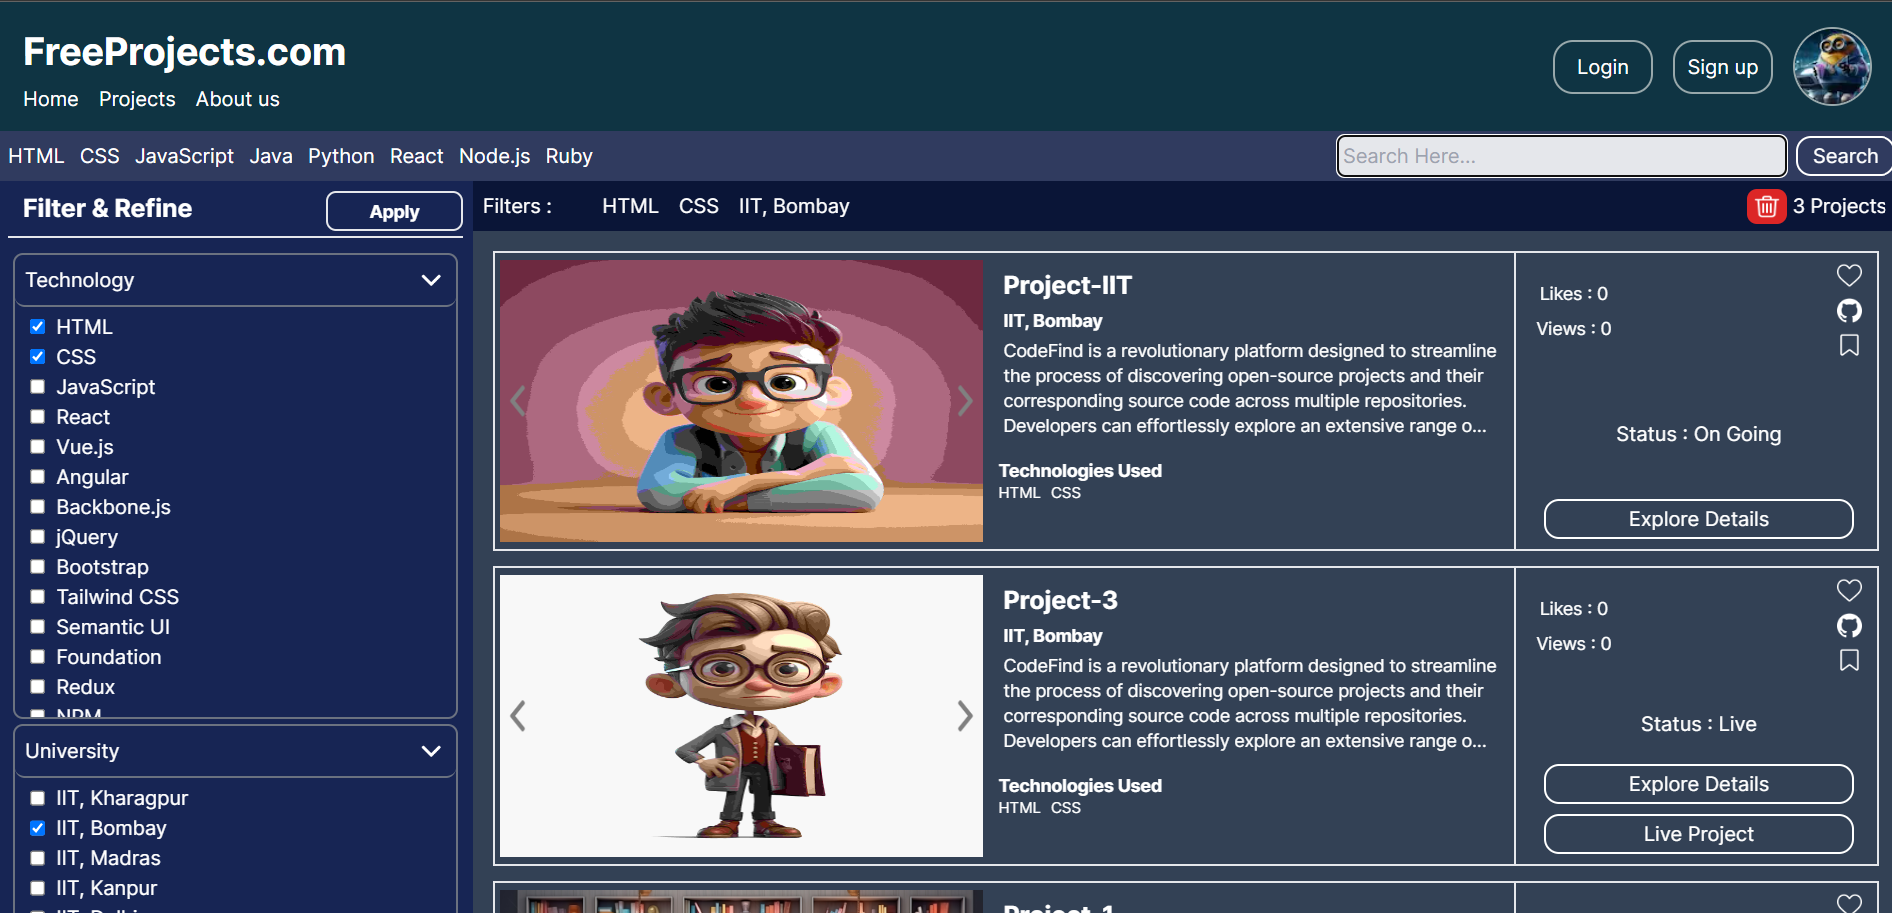 FreeProjects.com
Home Projects About us
Login
Sign up
HTML CSS JavaScript Java Python React Node.js Ruby
Search Here...
Search
Filter & Refine
Apply
Filters : HTML CSS IIT, Bombay
3 Projects
Technology
HTML
CSS
JavaScript
React
Vue.js
Angular
Backbone.js
jQuery
Bootstrap
Tailwind CSS
Semantic UI
Foundation
Redux
NPM
University
IIT, Kharagpur
IIT, Bombay
IIT, Madras
IIT, Kanpur
Project-IIT
IIT, Bombay
CodeFind is a revolutionary platform designed to streamline
the process of discovering open-source projects and their
corresponding source code across multiple repositories.
Developers can effortlessly explore an extensive range o...
Technologies Used
HTML CSS
Likes : 0
Views : 0
Status : On Going
Explore Details
Project-3
IIT, Bombay
CodeFind is a revolutionary platform designed to streamline
the process of discovering open-source projects and their
corresponding source code across multiple repositories.
Developers can effortlessly explore an extensive range o...
Technologies Used
HTML CSS
Likes : 0
Views : 0
Status : Live
Explore Details
Live Project
Project-1